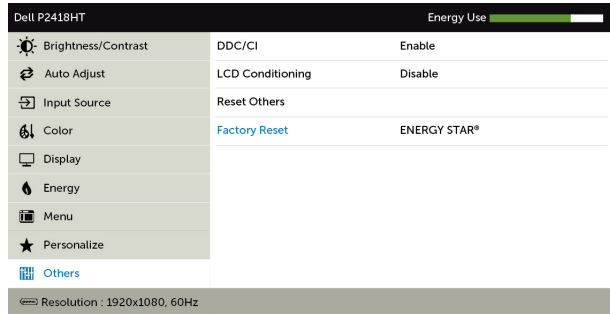 Dell P2418HT Energy Use
Brightness/Contrast DDC/CI Enable
Auto Adjust LCD Conditioning Disable
Input Source Reset Others
Color Factory Reset ENERGY STAR®
Display
Energy
Menu
Personalize
Others
Resolution : 1920x1080, 60Hz